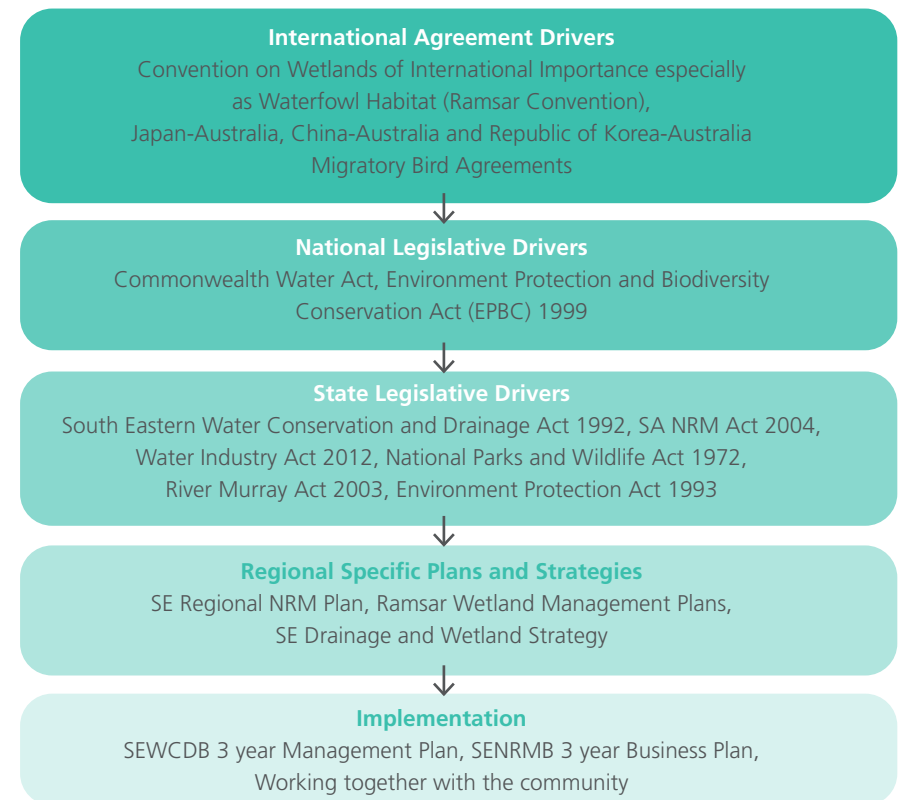 International Agreement Drivers
Convention on Wetlands of International Importance especially
as Waterfowl Habitat (Ramsar Convention),
Japan-Australia, China-Australia and Republic of Korea-Australia
Migratory Bird Agreements
National Legislative Drivers
Commonwealth Water Act, Environment Protection and Biodiversity
Conservation Act (EPBC) 1999
State Legislative Drivers
South Eastern Water Conservation and Drainage Act 1992, SA NRM Act 2004,
Water Industry Act 2012, National Parks and Wildlife Act 1972,
River Murray Act 2003, Environment Protection Act 1993
Regional Specific Plans and Strategies
SE Regional NRM Plan, Ramsar Wetland Management Plans,
SE Drainage and Wetland Strategy
Implementation
SEWCDB 3 year Management Plan, SENRMB 3 year Business Plan,
Working together with the community